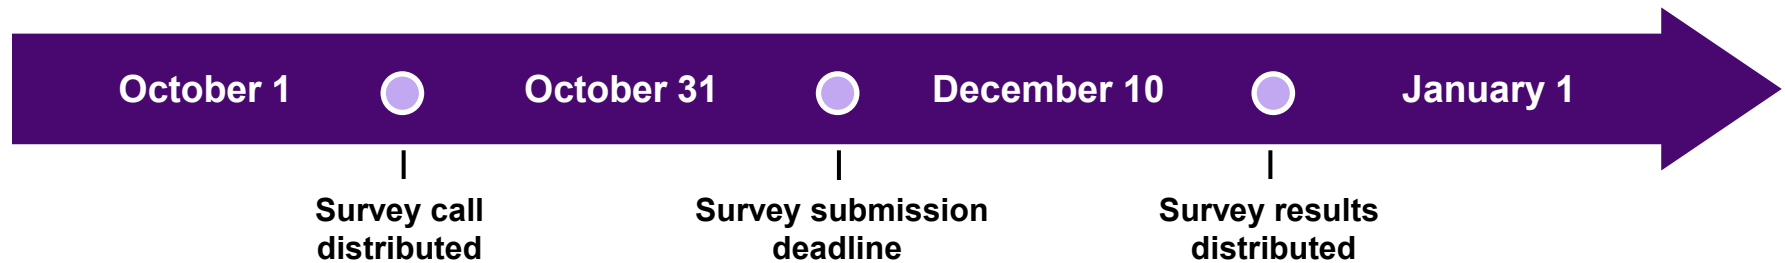 October 1 October 31 December 10 January 1
Survey call
distributed
Survey submission
deadline
Survey results
distributed